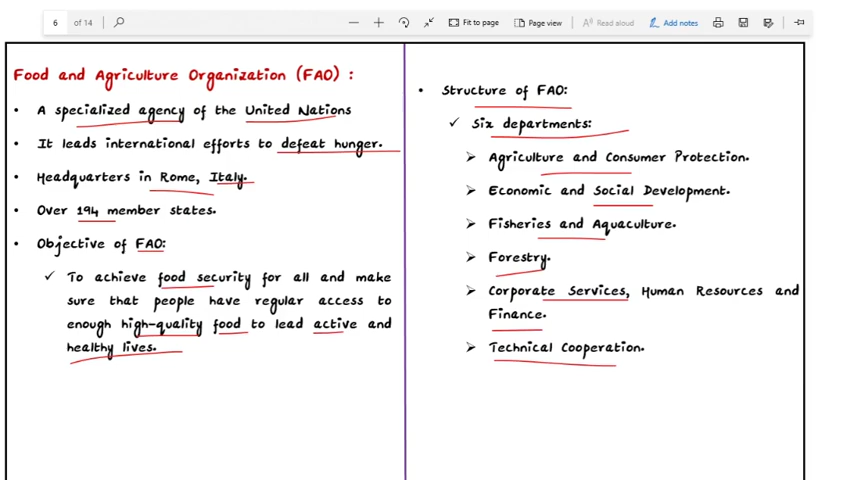 6 of 14 Fit to page Page view Read aloud Add notes
Food and Agriculture Organization (FAO) :
• A specialized agency of the United Nations
• It leads international efforts to defeat hunger.
• Headquarters in Rome, Italy.
• Over 194 member states.
• Objective of FAO:
✓ To achieve food security for all and make
sure that people have regular access to
enough high-quality food to lead active and
healthy lives.
• Structure of FAO:
✓ Six departments:
➢ Agriculture and Consumer Protection.
➢ Economic and Social Development.
➢ Fisheries and Aquaculture.
➢ Forestry.
➢ Corporate Services, Human Resources and
Finance.
➢ Technical Cooperation.